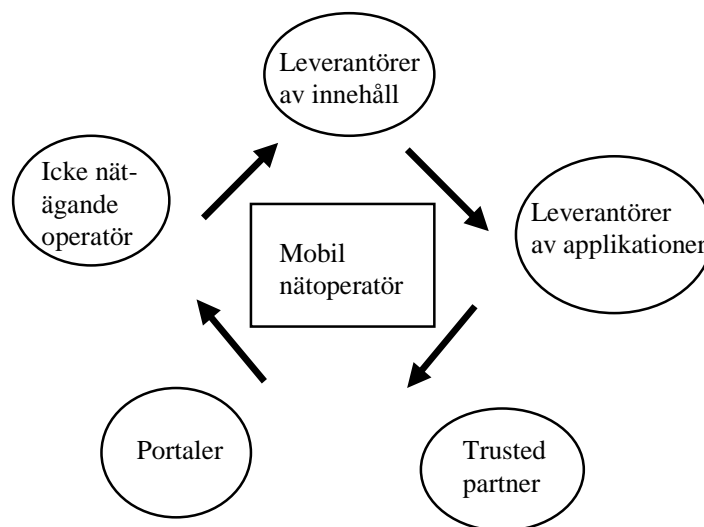 Leverantörer
av innehåll
Icke nät-
ägande
operatör
Leverantörer
av applikationer
Mobil
nätoperatör
Portaler
Trusted
partner